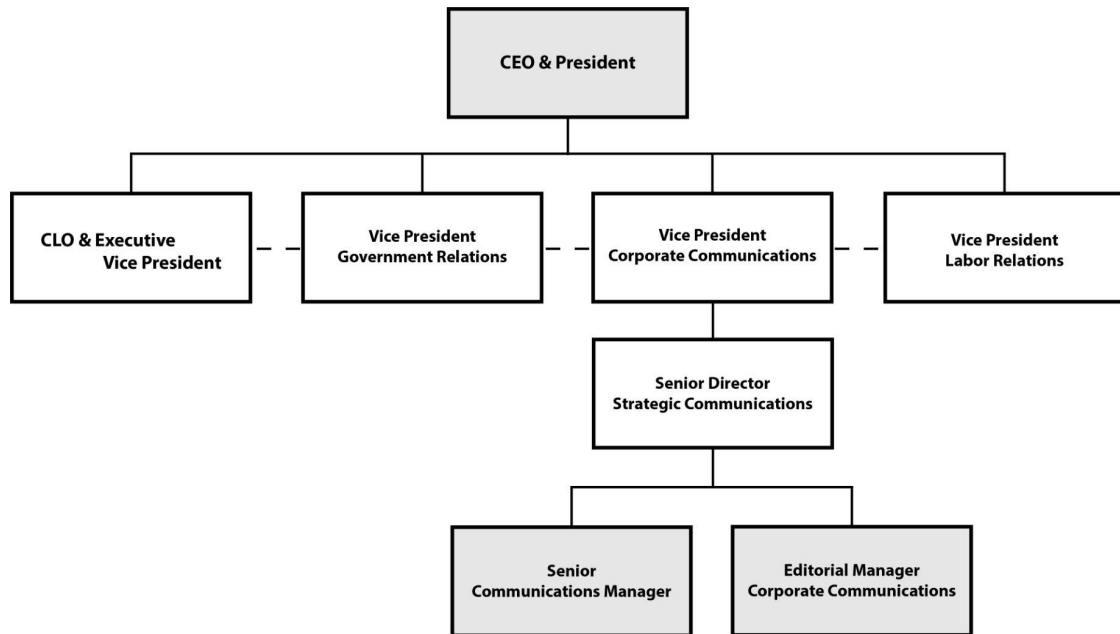 CEO & President
CLO & Executive
Vice President
Vice President
Government Relations
Vice President
Corporate Communications
Vice President
Labor Relations
Senior Director
Strategic Communications
Senior
Communications Manager
Editorial Manager
Corporate Communications